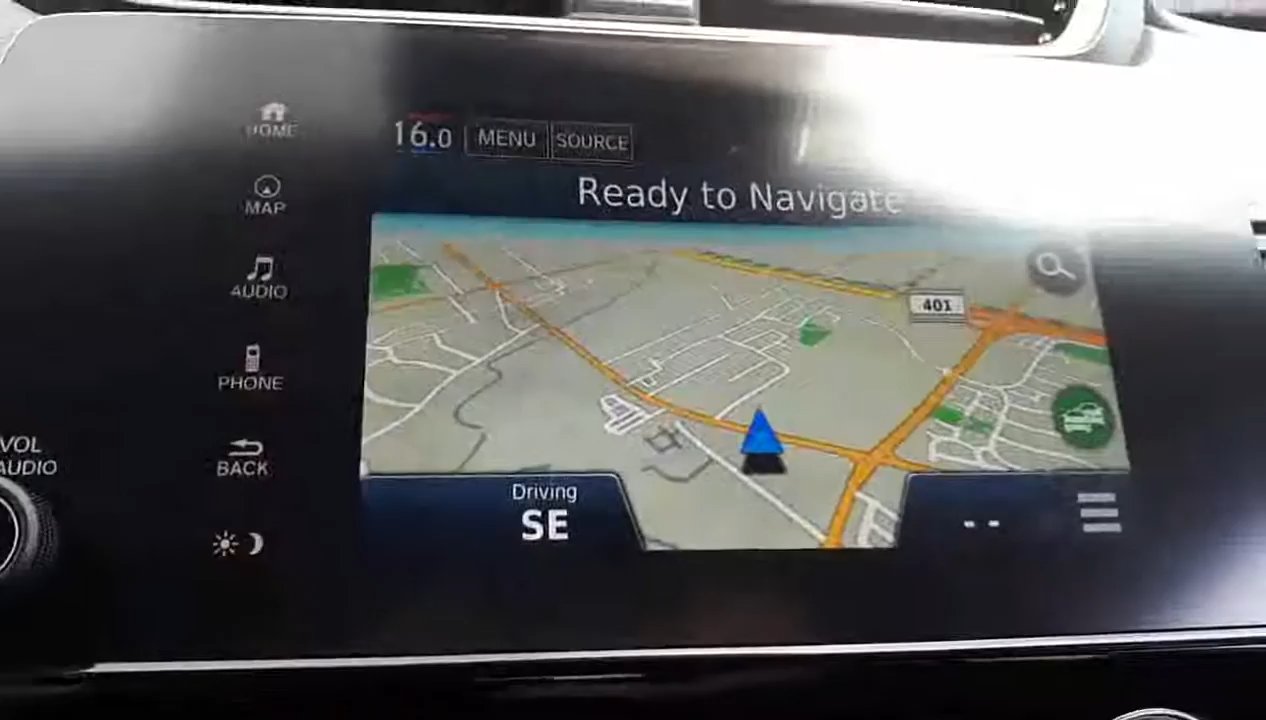 HOME
MAP
AUDIO
PHONE
BACK
VOL
AUDIO
16.0 MENU SOURCE
Ready to Navigate
401
Driving
SE
--